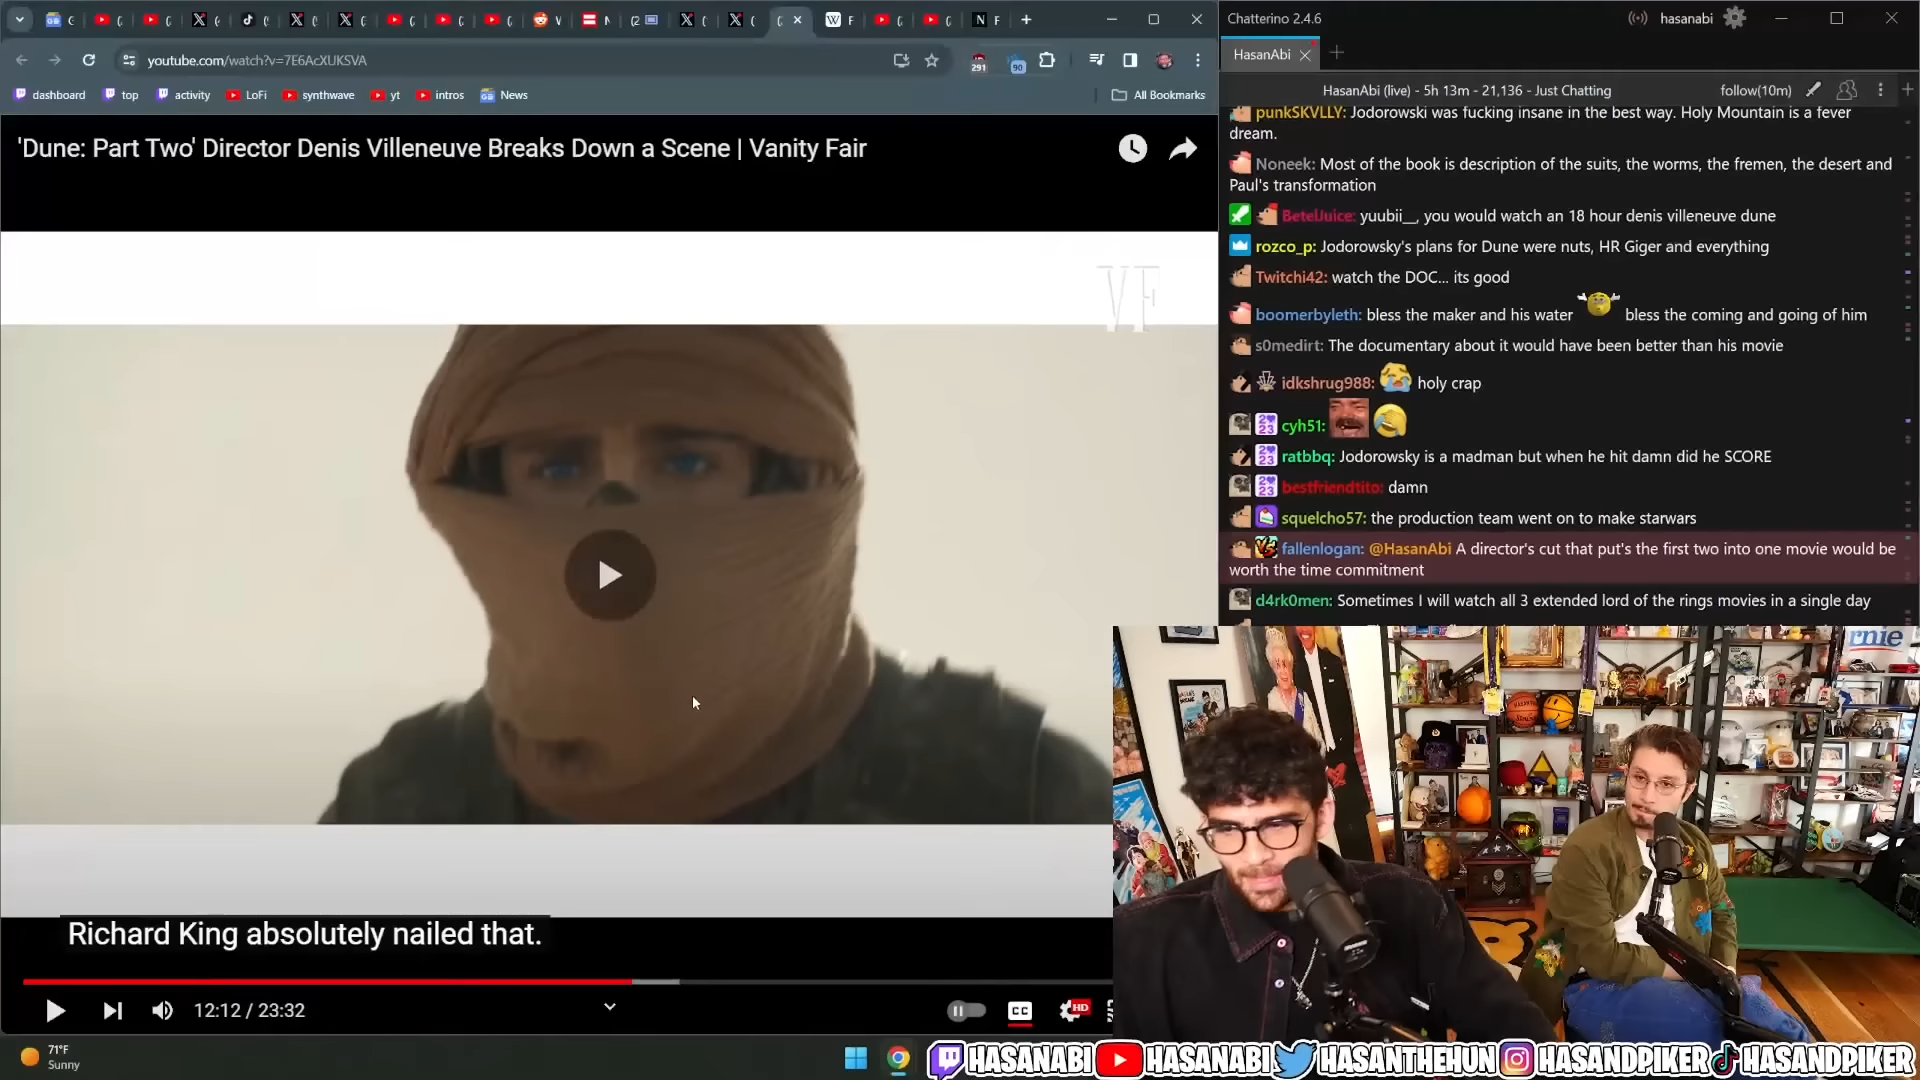 youtube.com/watch?v=7E6AcXUKSVA
291
90
dashboard
top
activity
LoFi
synthwave
yt
intros
News
All Bookmarks
'Dune: Part Two' Director Denis Villeneuve Breaks Down a Scene | Vanity Fair
VF
Richard King absolutely nailed that.
12:12 / 23:32
CC
HD
71°F
Sunny
Chatterino 2.4.6
hasanabi
HasanAbi
HasanAbi (live) - 5h 13m - 21,136 - Just Chatting
follow(10m)
punkSKVLLY: Jodorowski was fucking insane in the best way. Holy Mountain is a fever
dream.
Noneek: Most of the book is description of the suits, the worms, the fremen, the desert and
Paul's transformation
BetelJuice: yuubii__, you would watch an 18 hour denis villeneuve dune
rozco_p: Jodorowsky's plans for Dune were nuts, HR Giger and everything
Twitchi42: watch the DOC... its good
boomerbyleth: bless the maker and his water bless the coming and going of him
s0medirt: The documentary about it would have been better than his movie
idkshrug988: holy crap
cyh51:
ratbbq: Jodorowsky is a madman but when he hit damn did he SCORE
bestfriendtito: damn
squelcho57: the production team went on to make starwars
fallenlogan: @HasanAbi A director's cut that put's the first two into one movie would be
worth the time commitment
d4rk0men: Sometimes I will watch all 3 extended lord of the rings movies in a single day
rnie
HASANABI HASANABI HASANTHEHUN HASANDPIKER HASANDPIKER